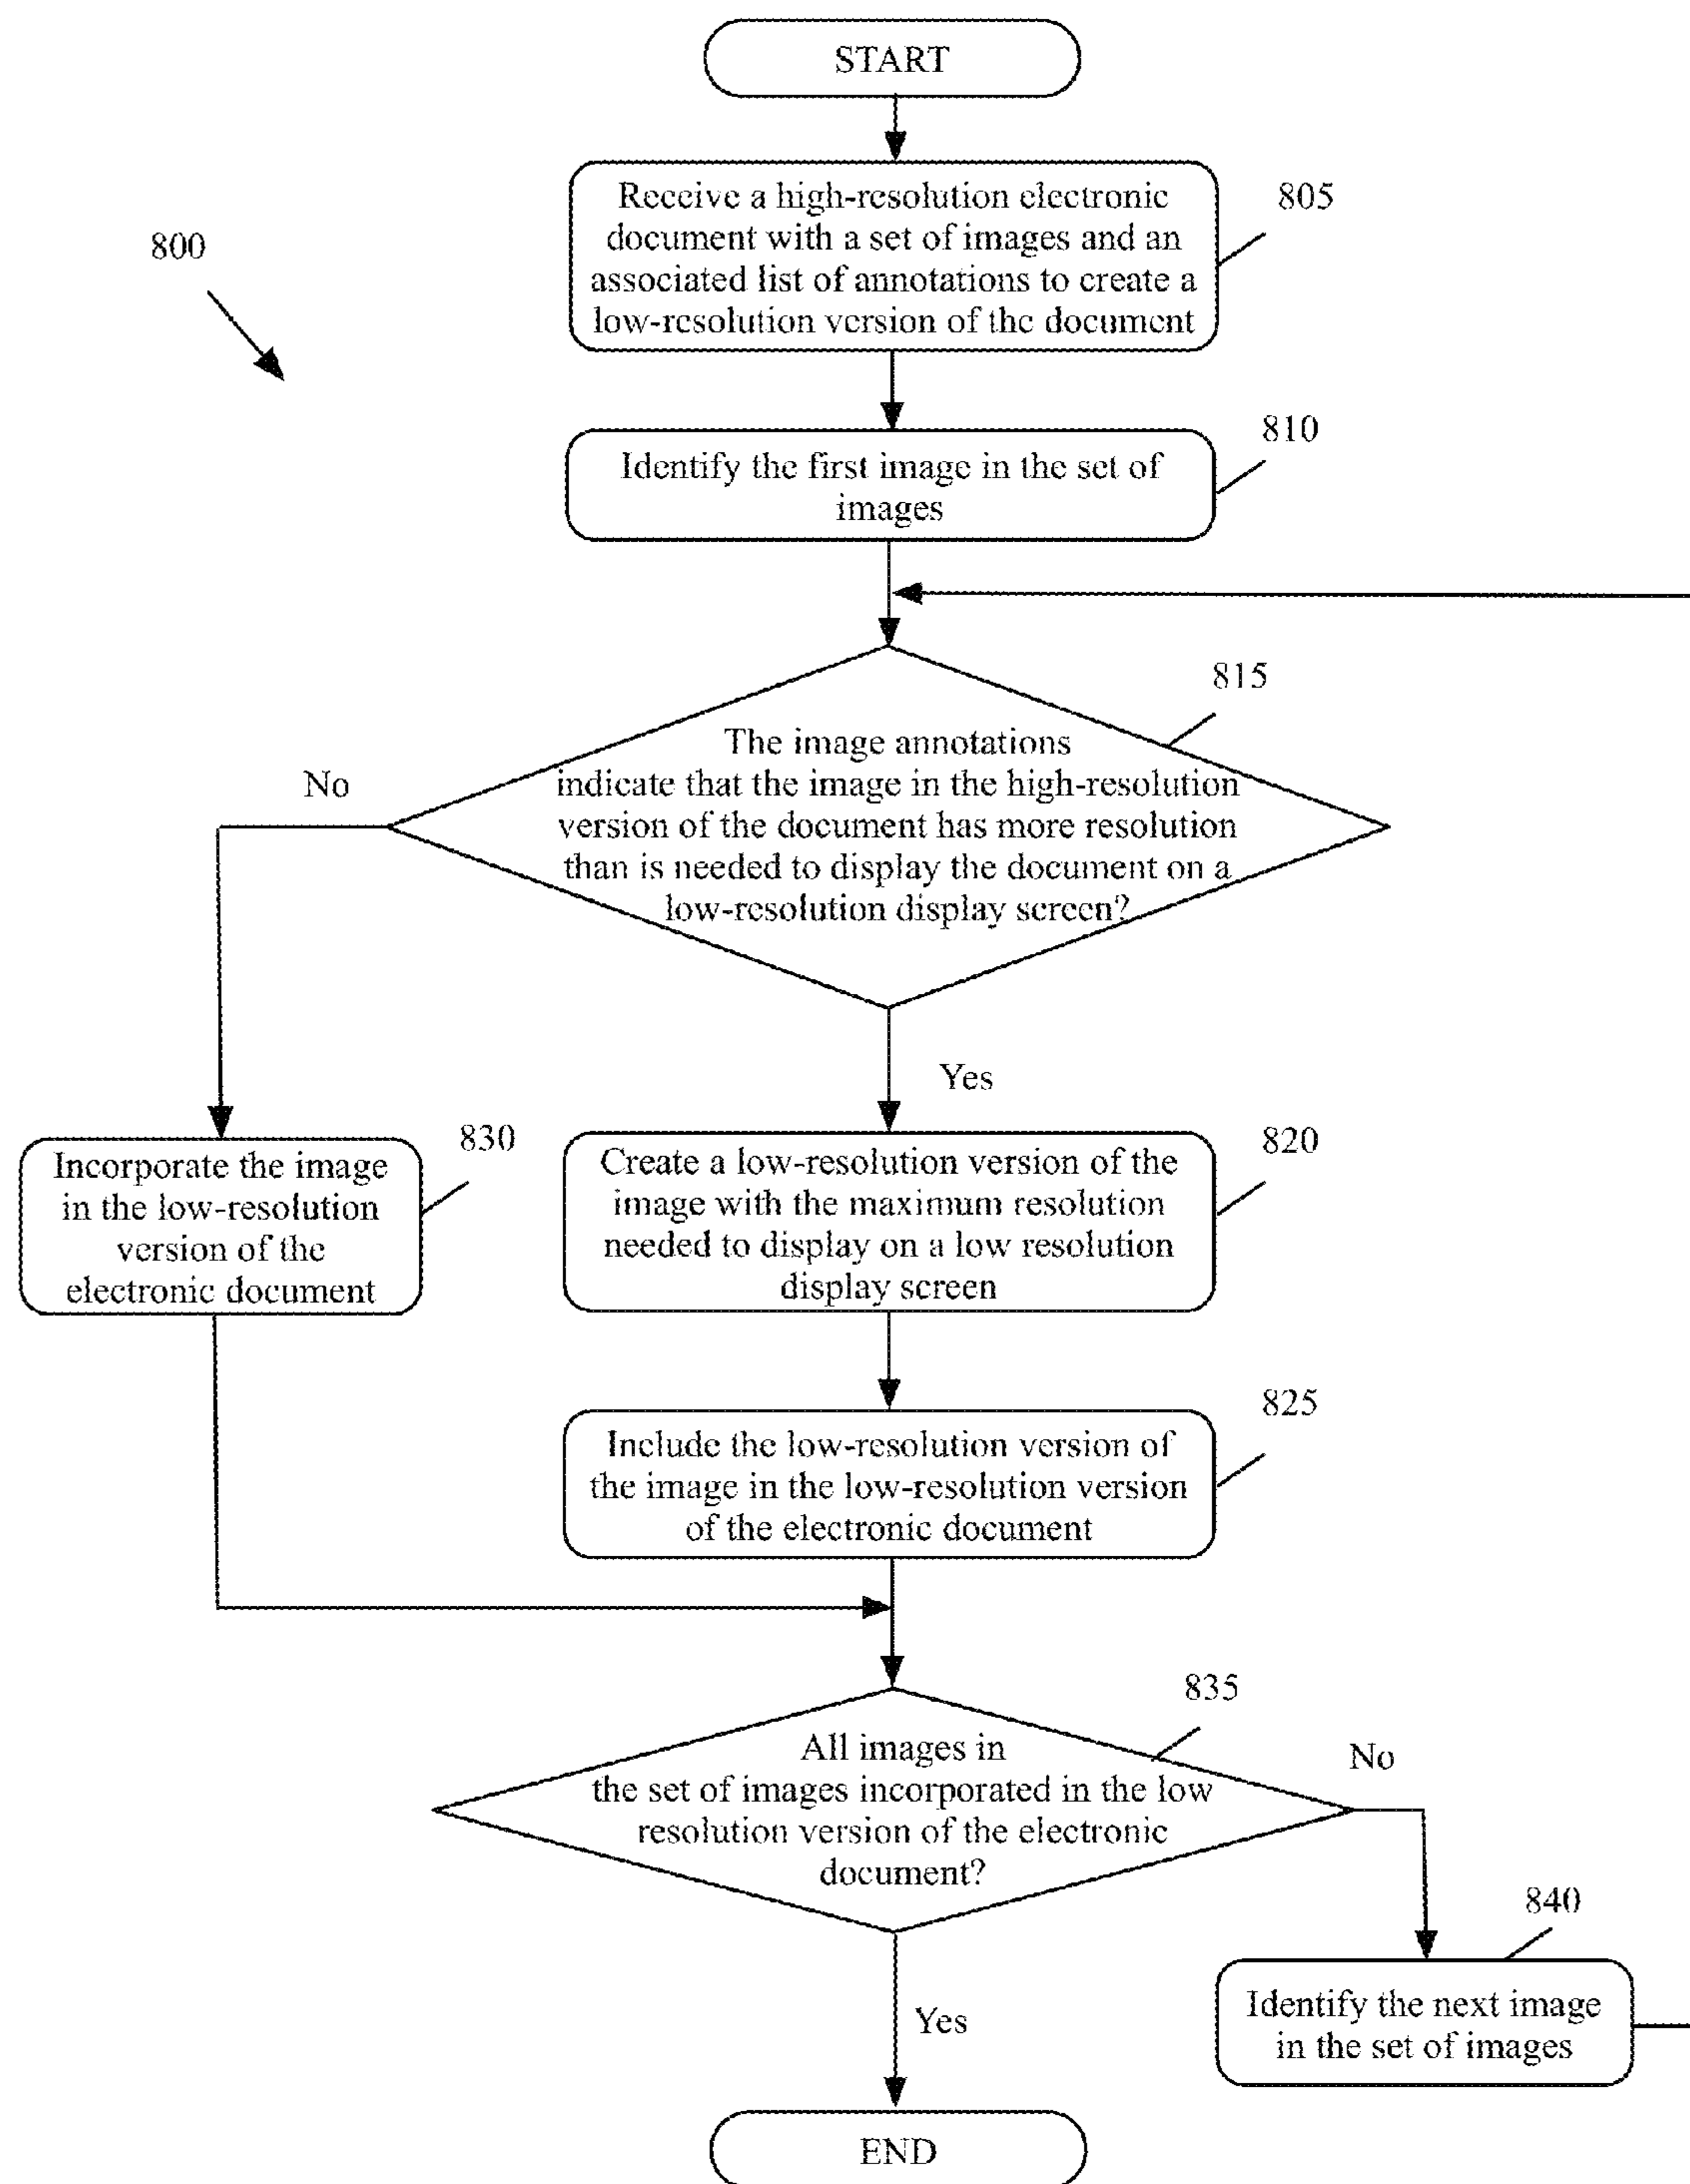 START
Receive a high-resolution electronic
document with a set of images and an
associated list of annotations to create a
low-resolution version of the document
805
800
Identify the first image in the set of
images
810
815
The image annotations
indicate that the image in the high-resolution
version of the document has more resolution
than is needed to display the document on a
low-resolution display screen?
No
Yes
830
Incorporate the image
in the low-resolution
version of the
electronic document
820
Create a low-resolution version of the
image with the maximum resolution
needed to display on a low resolution
display screen
825
Include the low-resolution version of
the image in the low-resolution version
of the electronic document
835
All images in
the set of images incorporated in the low
resolution version of the electronic
document?
No
840
Identify the next image
in the set of images
Yes
END